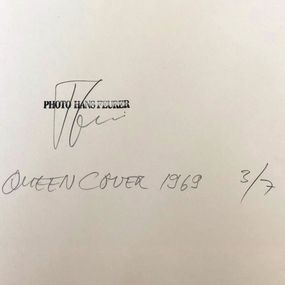 PHOTO HANS FEURER
QUEEN COVER 1969 3/7